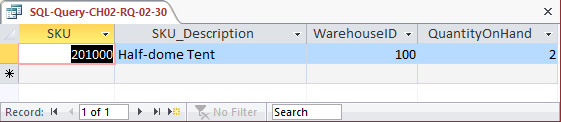 SQL-Query-CH02-RQ-02-30
SKU SKU_Description WarehouseID QuantityOnHand
201000 Half-dome Tent 100 2
Record: 1 of 1 No Filter Search